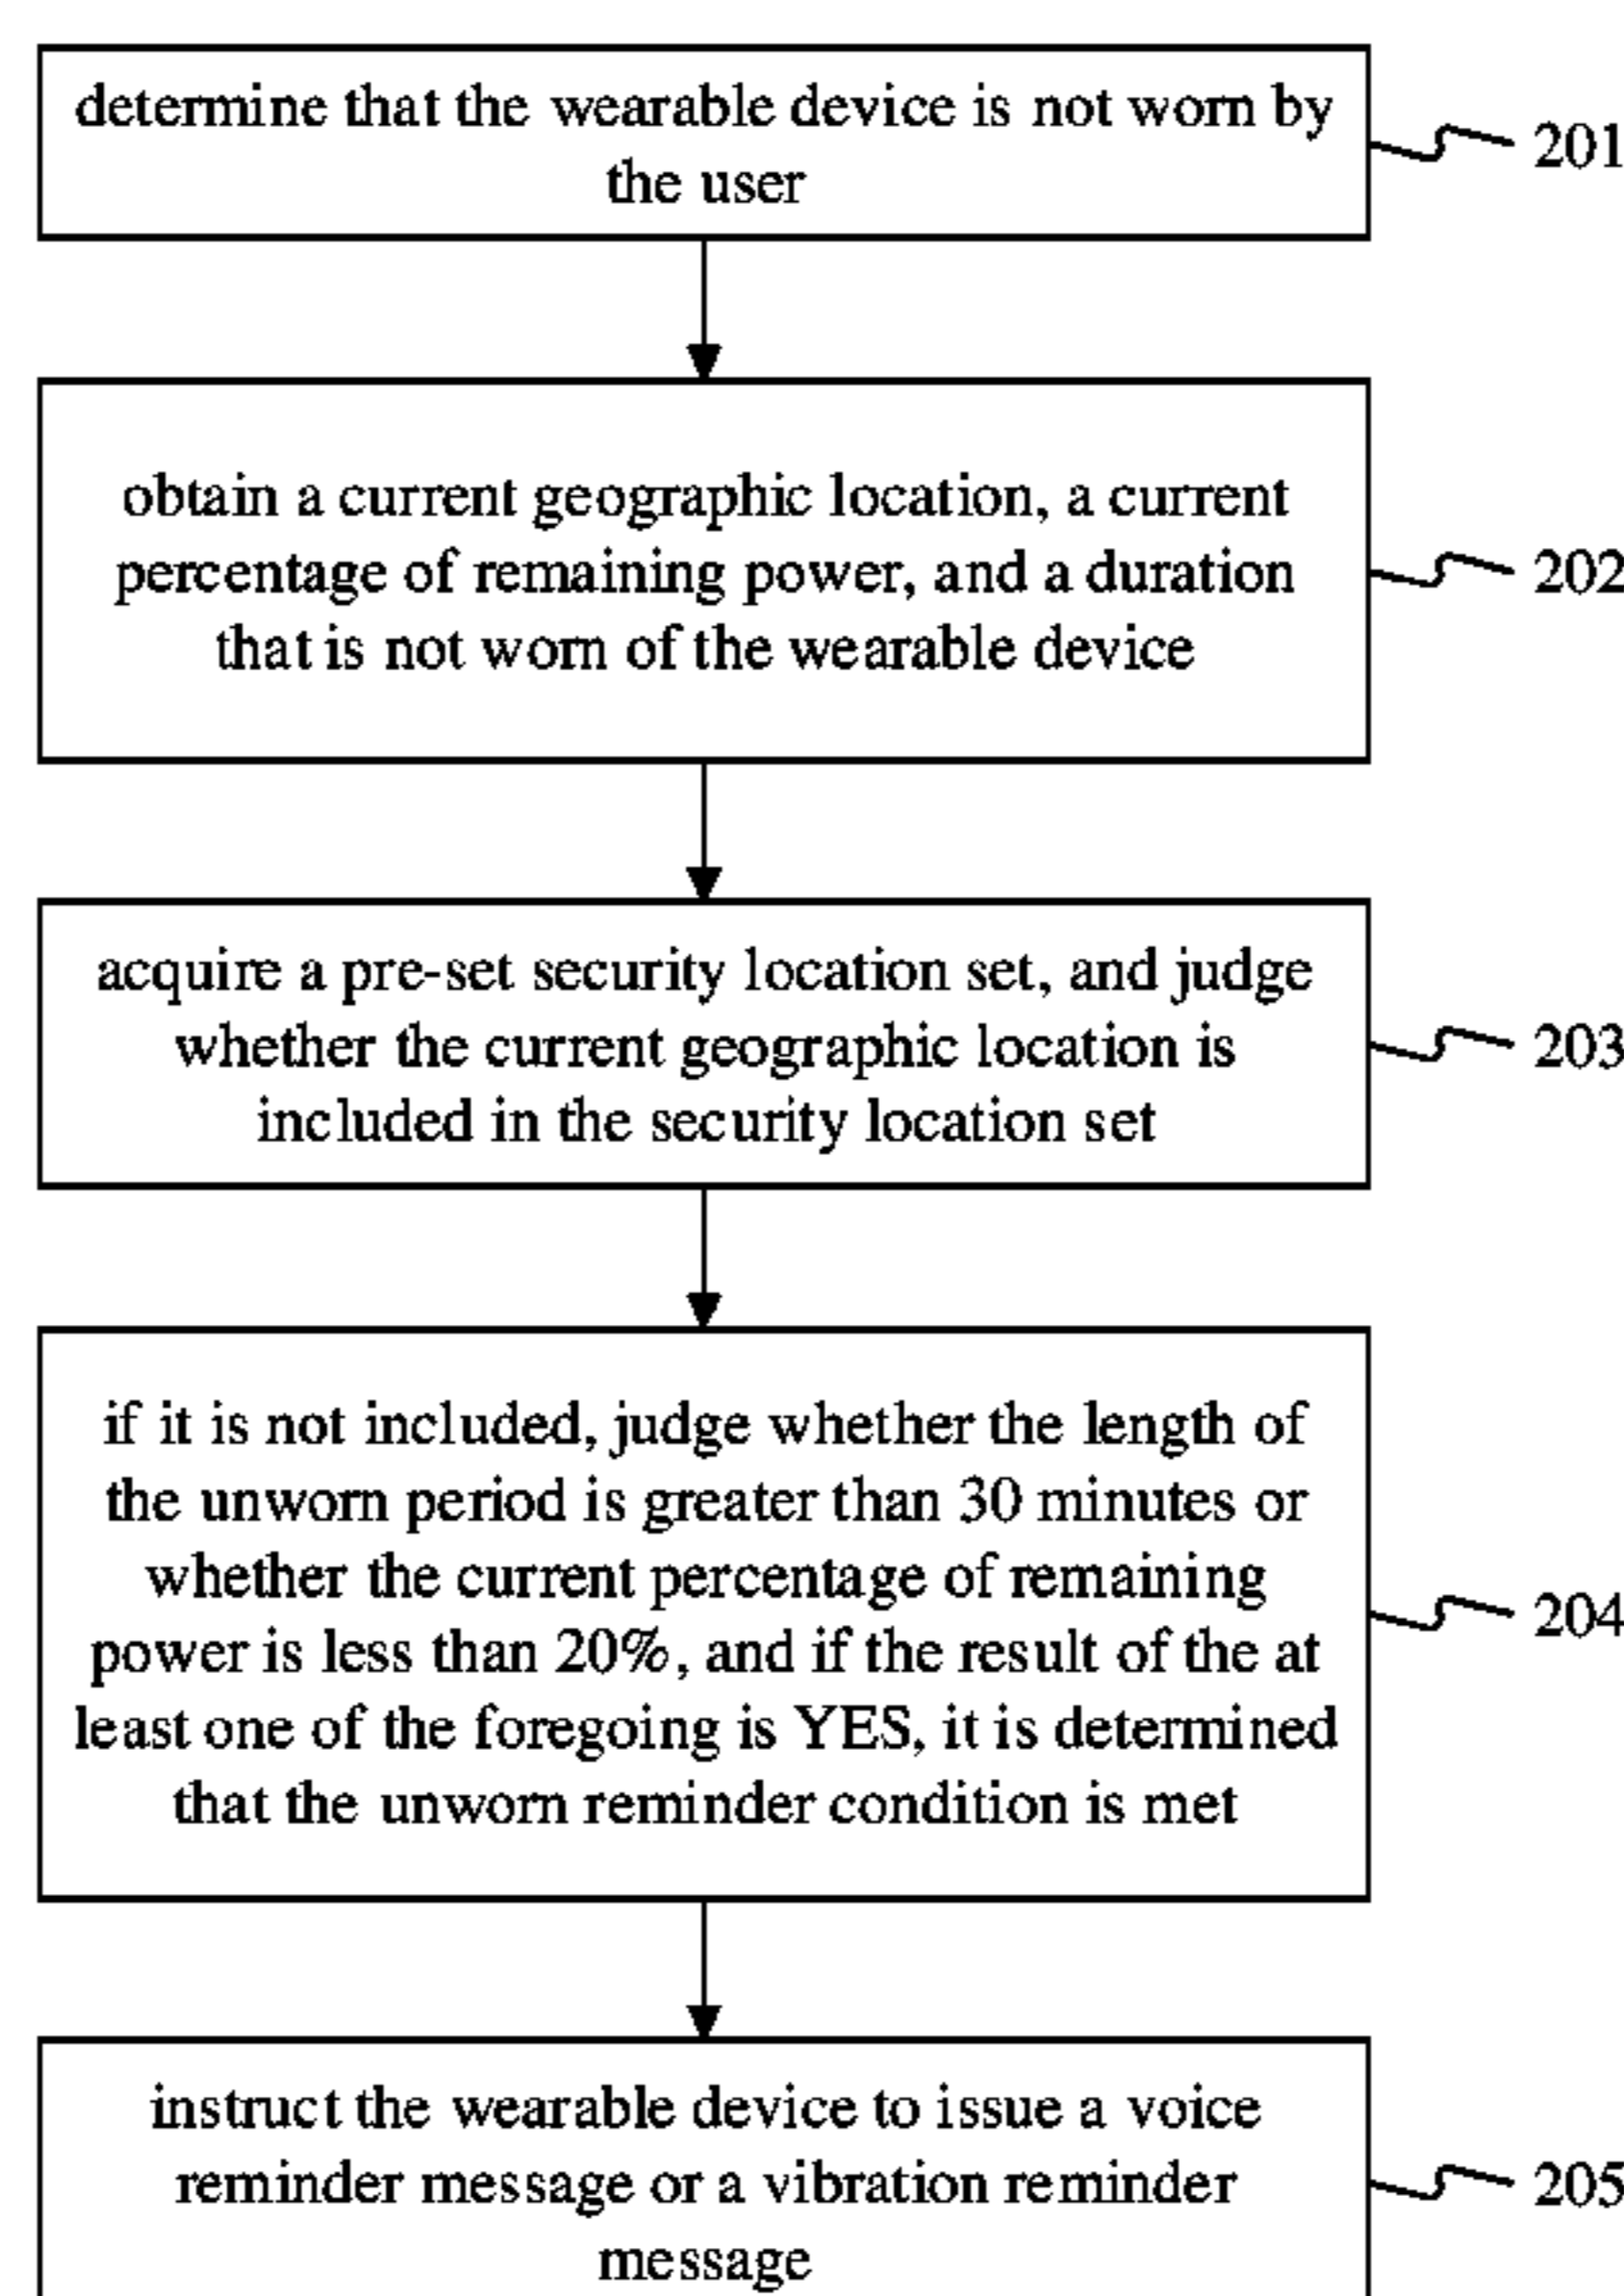 determine that the wearable device is not worn by
the user
201
obtain a current geographic location, a current
percentage of remaining power, and a duration
that is not worn of the wearable device
202
acquire a pre-set security location set, and judge
whether the current geographic location is
included in the security location set
203
if it is not included, judge whether the length of
the unworn period is greater than 30 minutes or
whether the current percentage of remaining
power is less than 20%, and if the result of the at
least one of the foregoing is YES, it is determined
that the unworn reminder condition is met
204
instruct the wearable device to issue a voice
reminder message or a vibration reminder
message
205